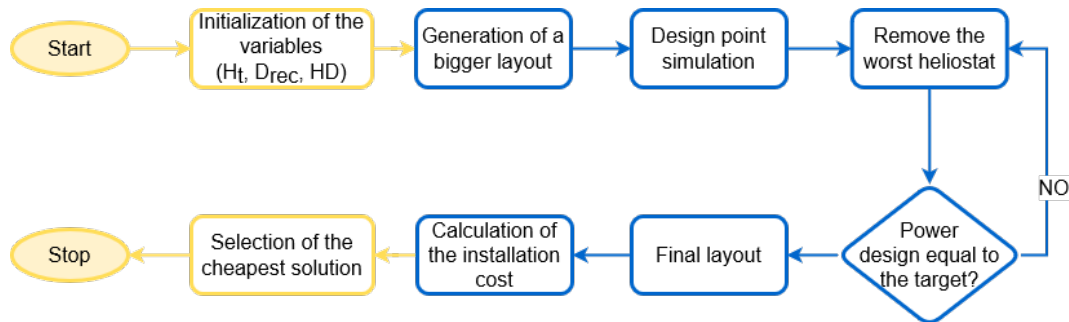 Start
Initialization of the
variables
(Ht, Drec, HD)
Generation of a
bigger layout
Design point
simulation
Remove the
worst heliostat
NO
Power
design equal to
the target?
Final layout
Calculation of
the installation
cost
Selection of the
cheapest solution
Stop